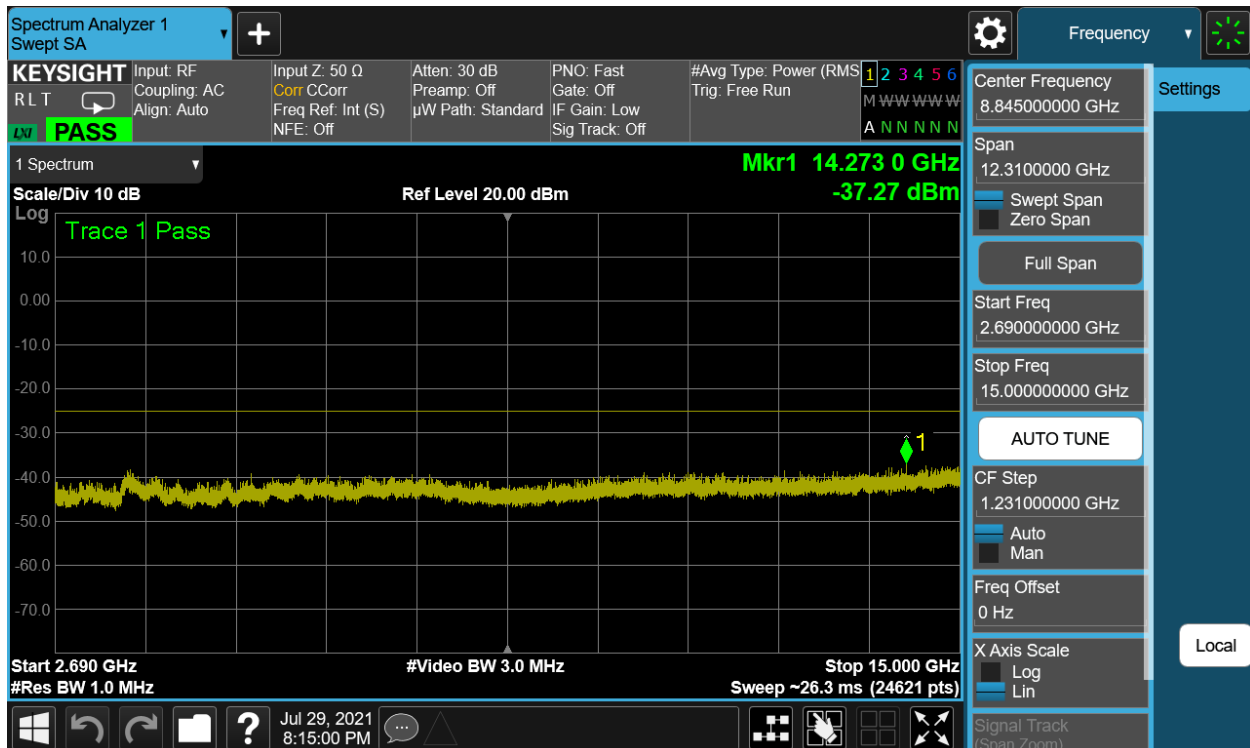 Spectrum Analyzer 1
Swept SA
+
Frequency
KEYSIGHT
R L T
LXI PASS
Input: RF
Coupling: AC
Align: Auto
Input Z: 50 Ω
Corr CCorr
Freq Ref: Int (S)
NFE: Off
Atten: 30 dB
Preamp: Off
µW Path: Standard
PNO: Fast
Gate: Off
IF Gain: Low
Sig Track: Off
#Avg Type: Power (RMS
Trig: Free Run
1 2 3 4 5 6
M W W W W W
A N N N N N
1 Spectrum
Mkr1 14.273 0 GHz
-37.27 dBm
Scale/Div 10 dB
Ref Level 20.00 dBm
Log
Trace 1 Pass
10.0
0.00
-10.0
-20.0
-30.0
-40.0
-50.0
-60.0
-70.0
1
Start 2.690 GHz
#Video BW 3.0 MHz
Stop 15.000 GHz
#Res BW 1.0 MHz
Sweep ~26.3 ms (24621 pts)
?
Jul 29, 2021
8:15:00 PM
Center Frequency
8.845000000 GHz
Span
12.3100000 GHz
Swept Span
Zero Span
Full Span
Start Freq
2.690000000 GHz
Stop Freq
15.000000000 GHz
AUTO TUNE
CF Step
1.231000000 GHz
Auto
Man
Freq Offset
0 Hz
X Axis Scale
Log
Lin
Signal Track
(Span Zoom)
Settings
Local